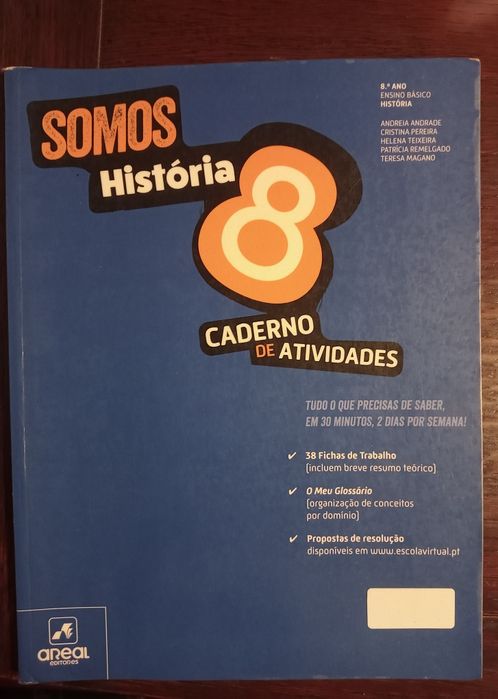 SOMOS
História
8
CADERNO
DE ATIVIDADES
8.º ANO
ENSINO BÁSICO
HISTÓRIA
ANDREIA ANDRADE
CRISTINA PEREIRA
HELENA TEIXEIRA
PATRÍCIA REMELGADO
TERESA MAGANO
TUDO O QUE PRECISAS DE SABER,
EM 30 MINUTOS, 2 DIAS POR SEMANA!
✓ 38 Fichas de Trabalho
[incluem breve resumo teórico]
✓ O Meu Glossário
[organização de conceitos
por domínio]
✓ Propostas de resolução
disponíveis em www.escolavirtual.pt
areal
EDITORES